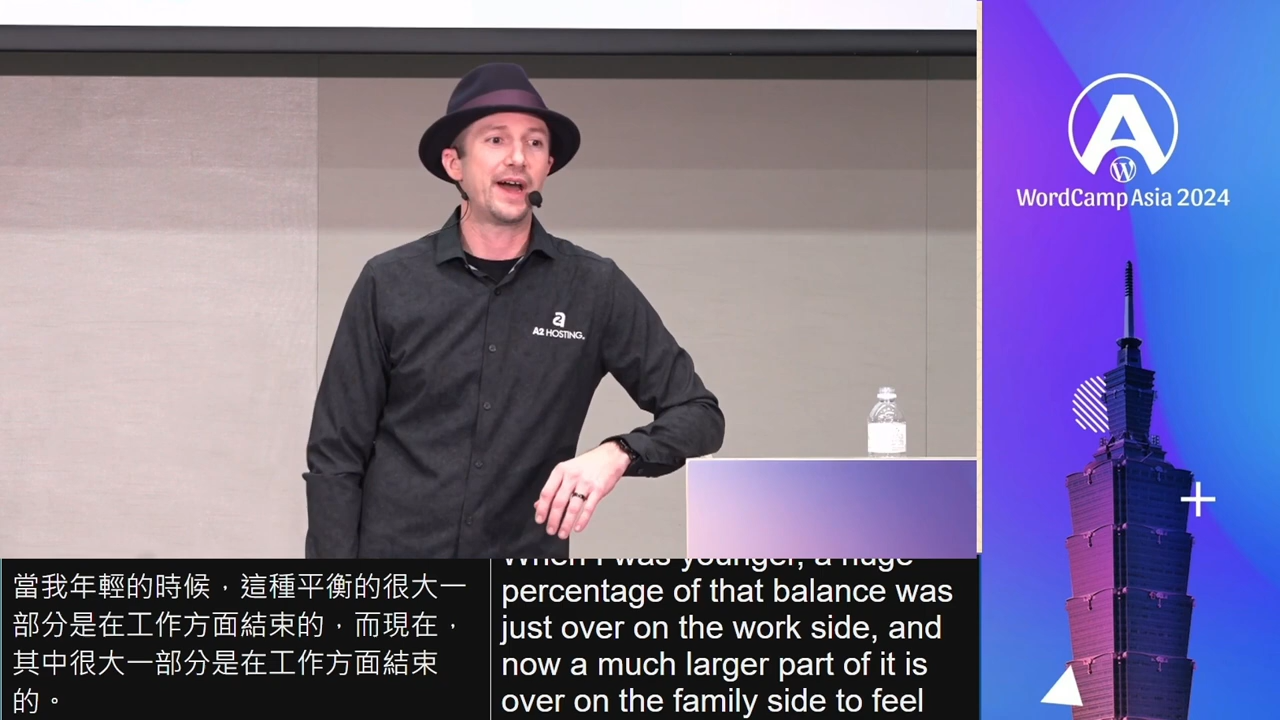 A2 HOSTING
當我年輕的時候，這種平衡的很大一
部分是在工作方面結束的，而現在，
其中很大一部分是在工作方面結束
的。
When I was younger, a huge
percentage of that balance was
just over on the work side, and
now a much larger part of it is
over on the family side to feel
WordCamp Asia 2024